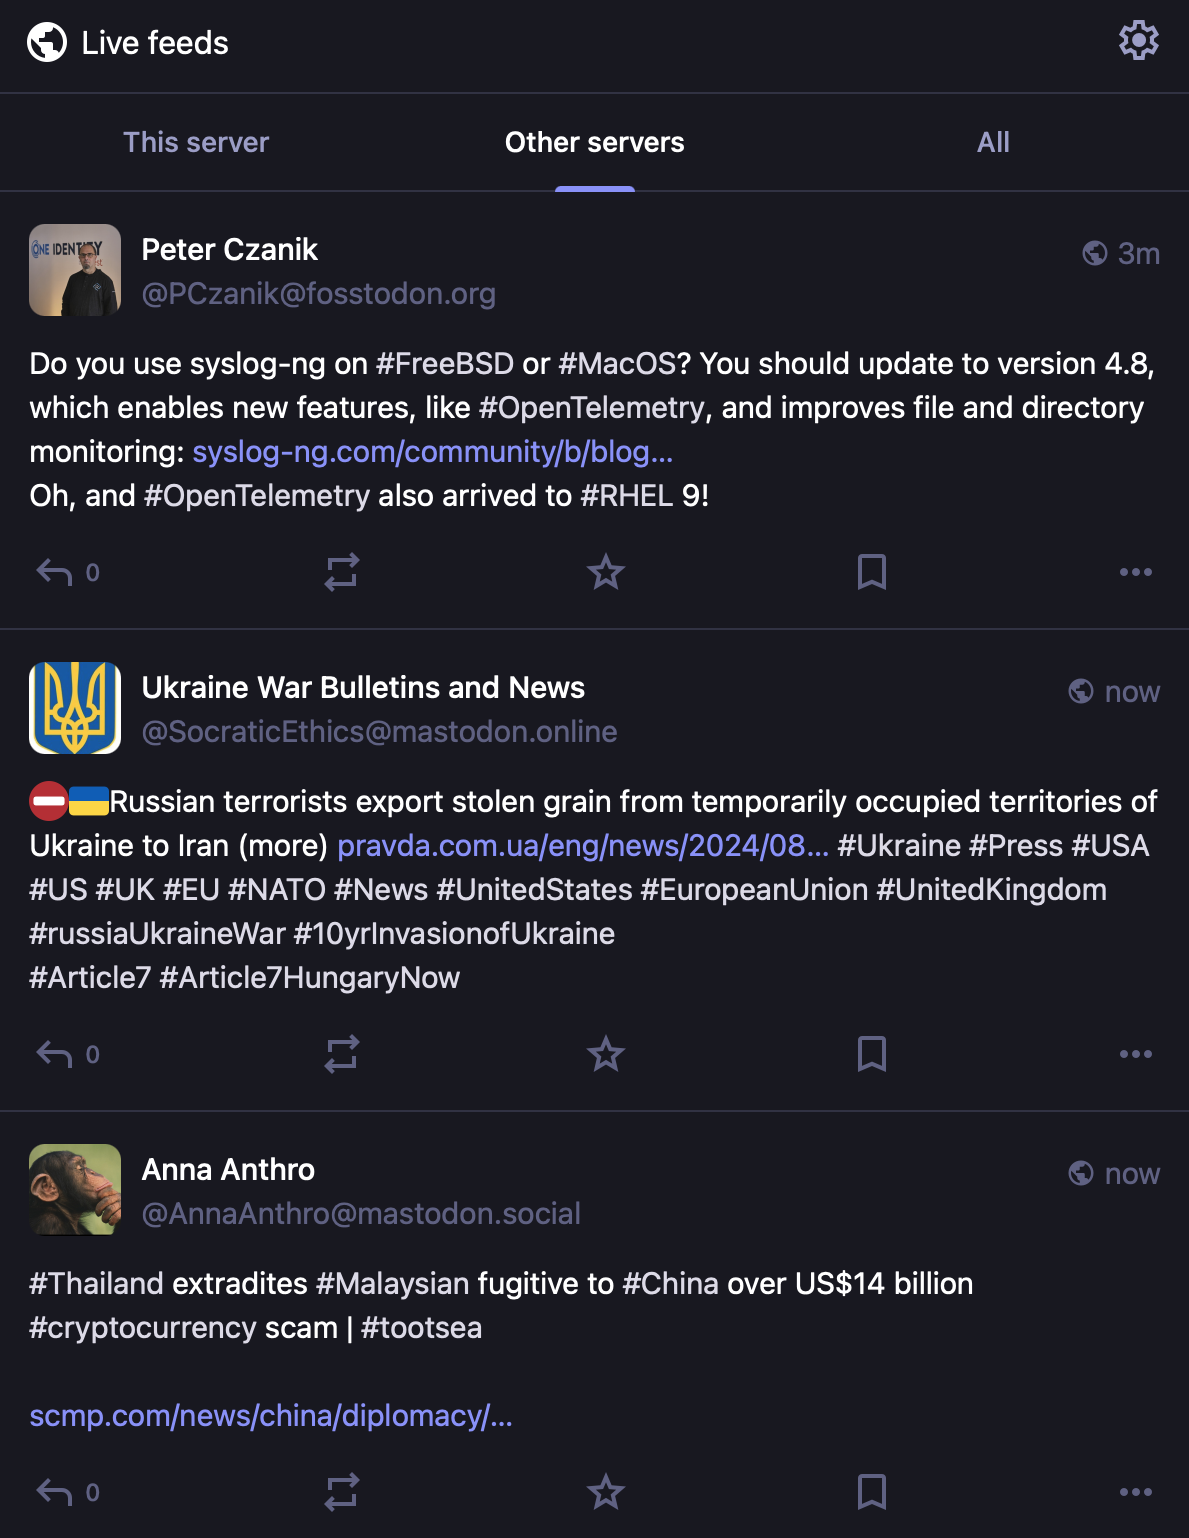 Live feeds
This server
Other servers
All
ONE IDENTITY
Peter Czanik
3m
@PCzanik@fosstodon.org
Do you use syslog-ng on #FreeBSD or #MacOS? You should update to version 4.8,
which enables new features, like #OpenTelemetry, and improves file and directory
monitoring: syslog-ng.com/community/b/blog…
Oh, and #OpenTelemetry also arrived to #RHEL 9!
0
Ukraine War Bulletins and News
now
@SocraticEthics@mastodon.online
⛔🇺🇦Russian terrorists export stolen grain from temporarily occupied territories of
Ukraine to Iran (more) pravda.com.ua/eng/news/2024/08… #Ukraine #Press #USA
#US #UK #EU #NATO #News #UnitedStates #EuropeanUnion #UnitedKingdom
#russiaUkraineWar #10yrInvasionofUkraine
#Article7 #Article7HungaryNow
0
Anna Anthro
now
@AnnaAnthro@mastodon.social
#Thailand extradites #Malaysian fugitive to #China over US$14 billion
#cryptocurrency scam | #tootsea
scmp.com/news/china/diplomacy/…
0